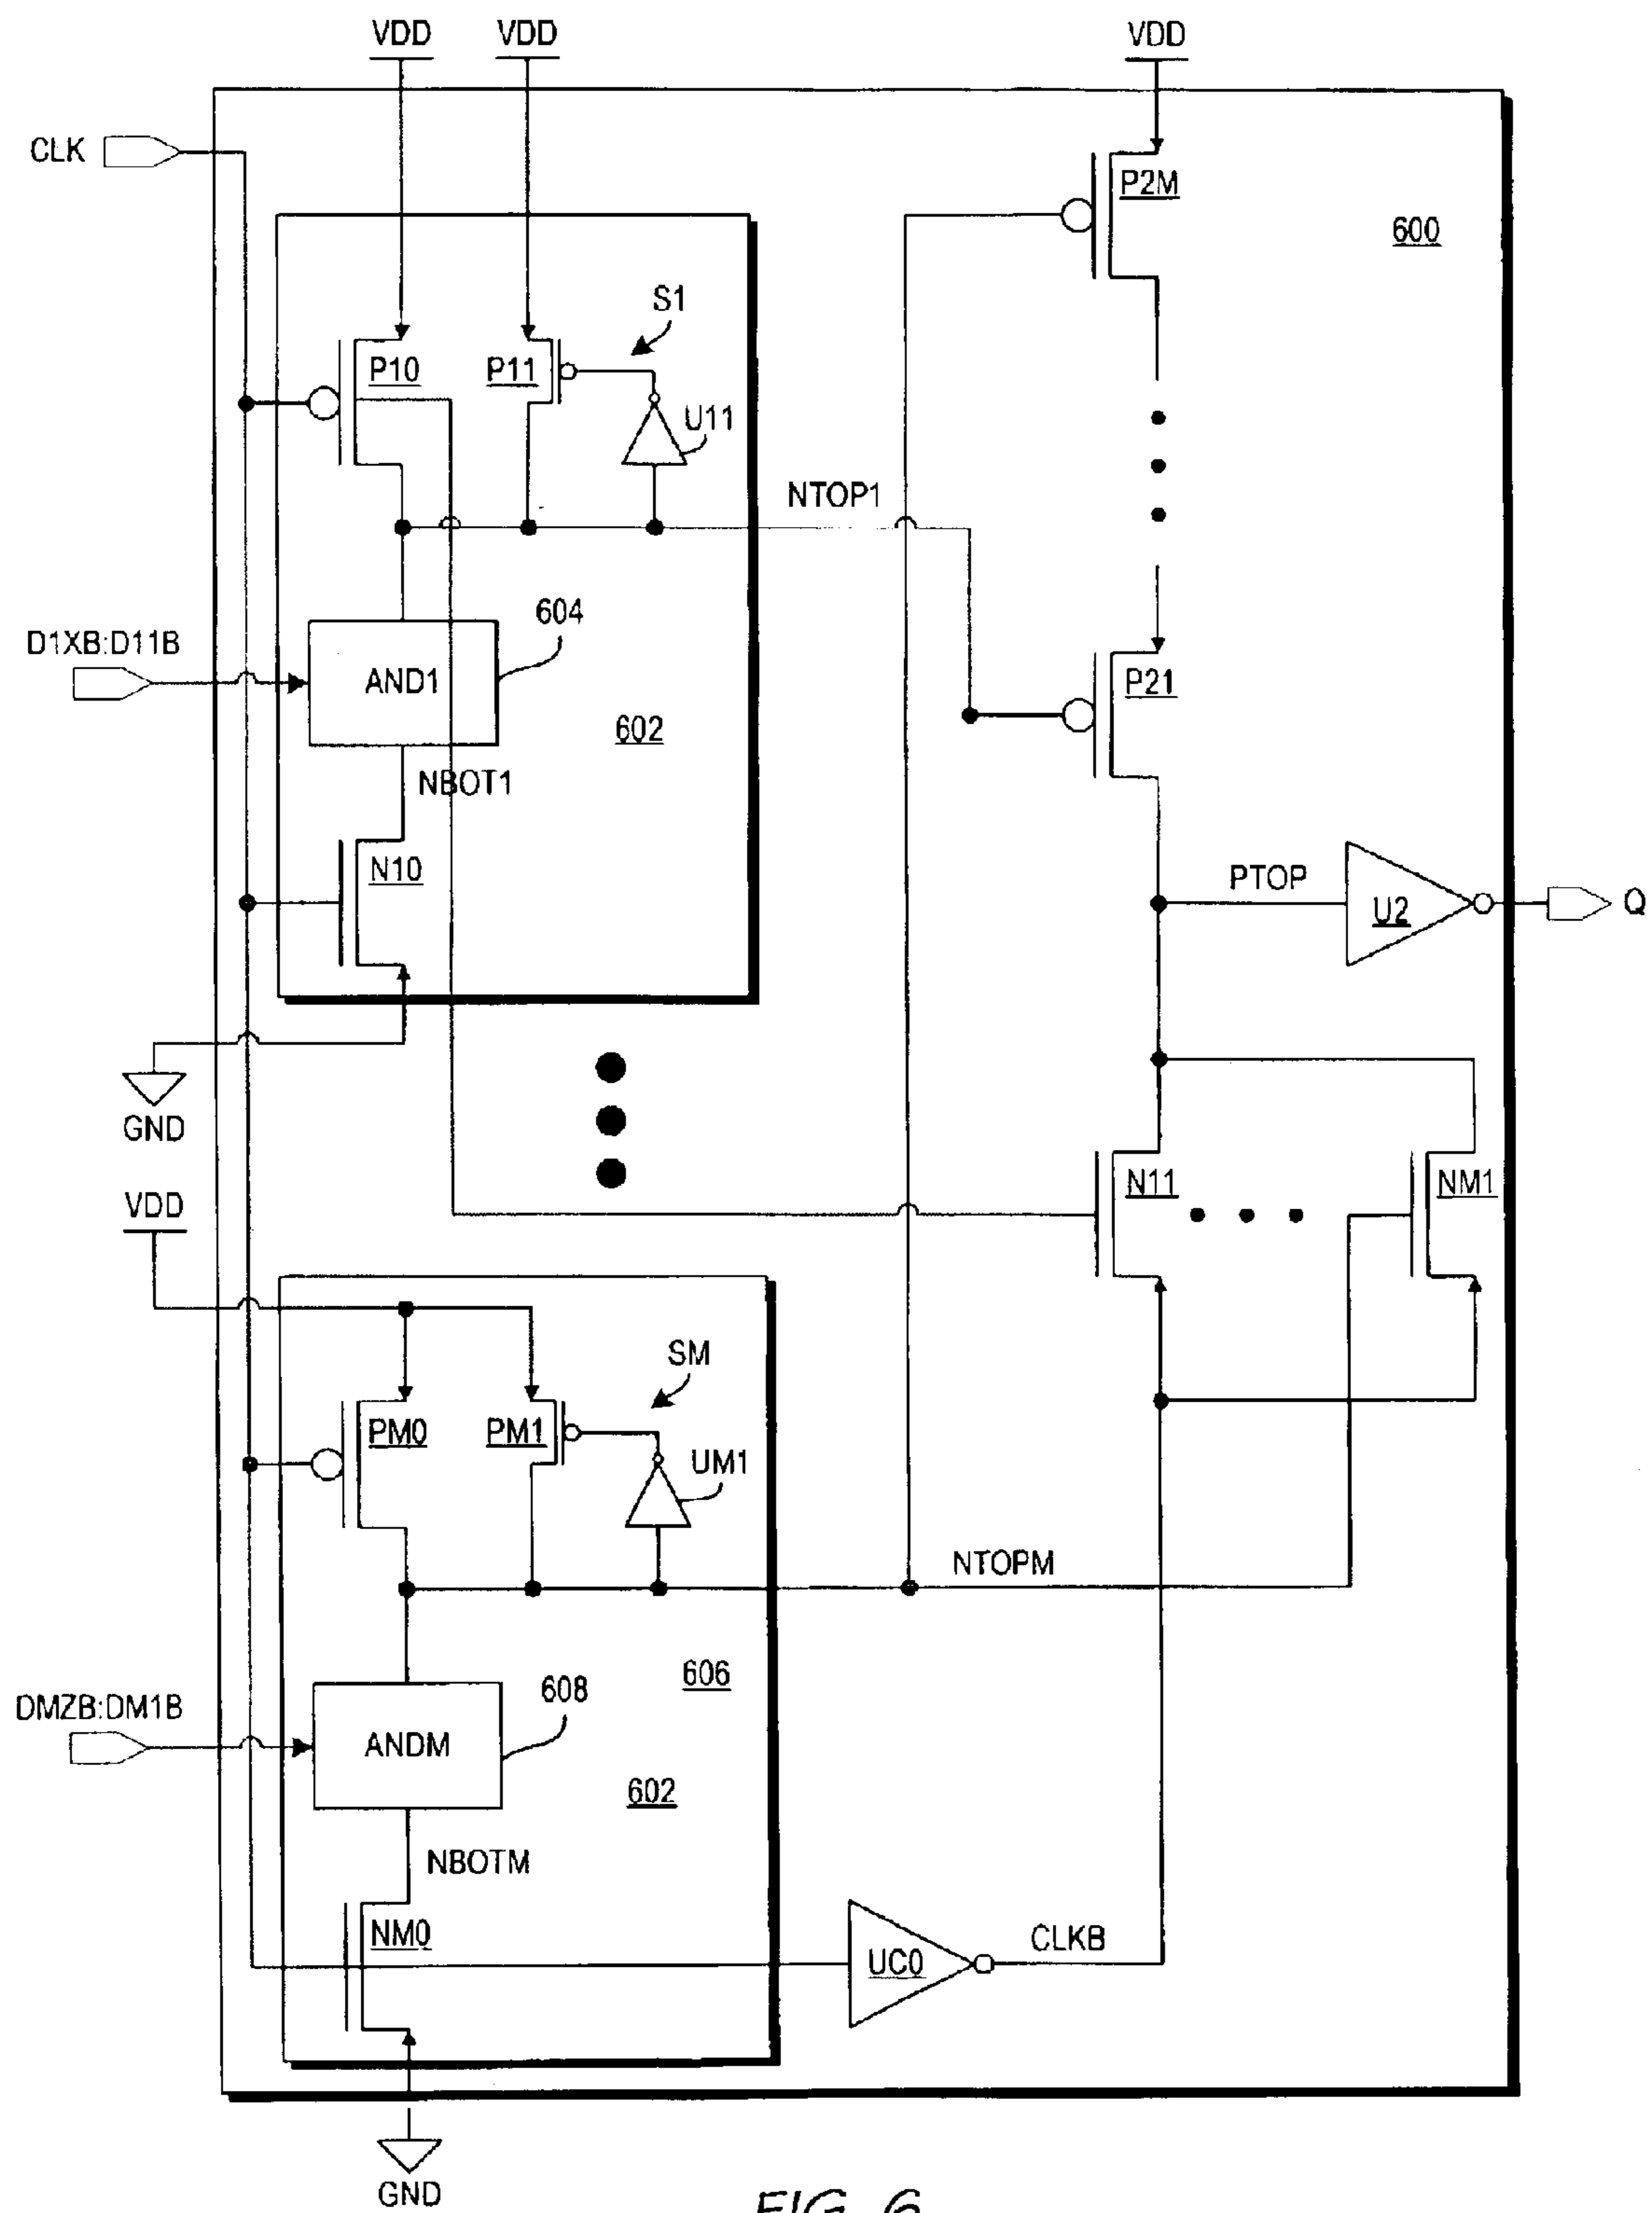 VDD VDD VDD
CLK
P2M
600
S1
P10 P11
U11
NTOP1
604
D1XB:D11B
AND1
P21
602
NBOT1
N10
PTOP
U2
Q
GND
N11
NM1
VDD
SM
PM0 PM1
UM1
NTOPM
606
608
DMZB:DM1B
ANDM
602
NBOTM
NM0
UC0
CLKB
GND
FIG. 6